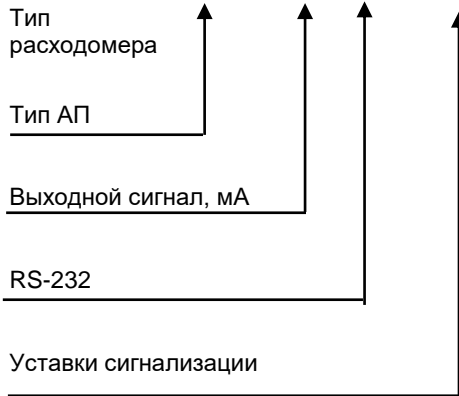 Тип
расходомера
Тип АП
Выходной сигнал, мА
RS-232
Уставки сигнализации